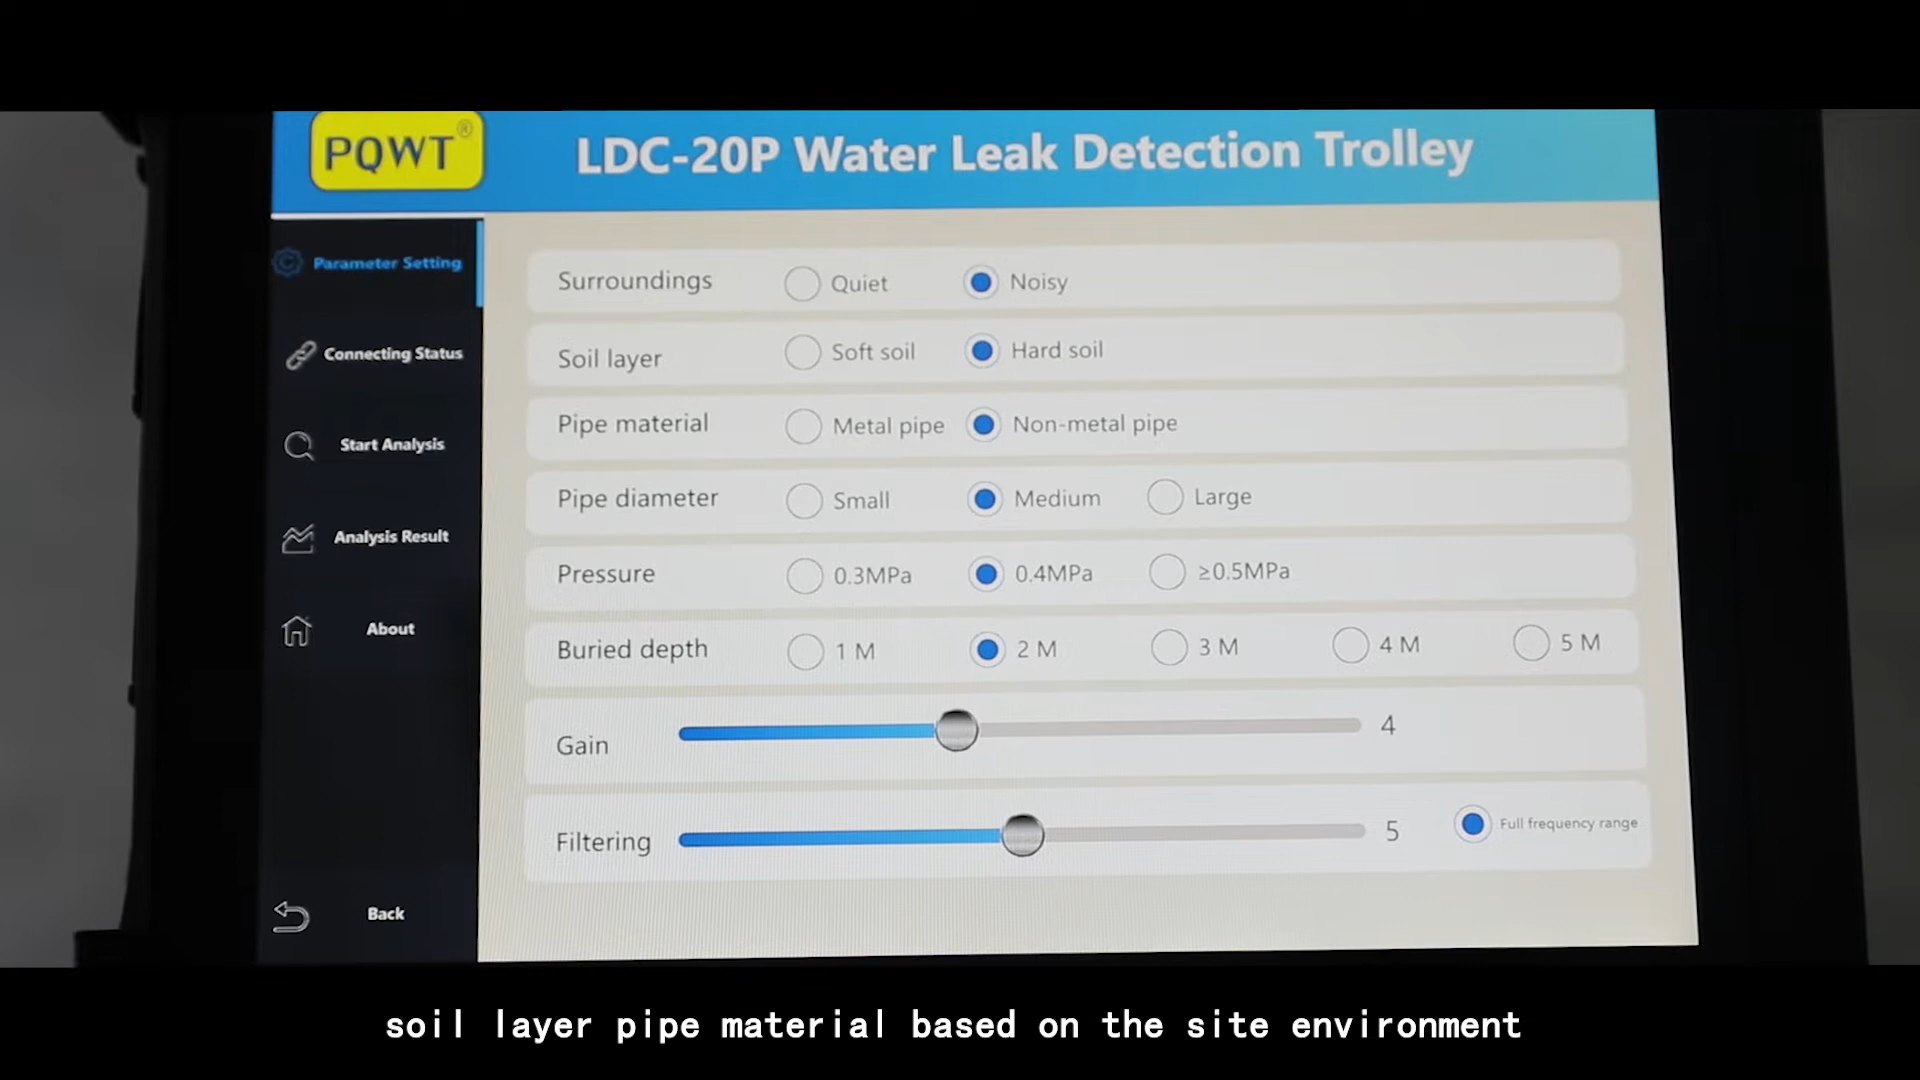 PQWT®
LDC-20P Water Leak Detection Trolley
Parameter Setting
Connecting Status
Start Analysis
Analysis Result
About
Back
Surroundings Quiet Noisy
Soil layer Soft soil Hard soil
Pipe material Metal pipe Non-metal pipe
Pipe diameter Small Medium Large
Pressure 0.3MPa 0.4MPa ≥0.5MPa
Buried depth 1 M 2 M 3 M 4 M 5 M
Gain 4
Filtering 5 Full frequency range
soil layer pipe material based on the site environment